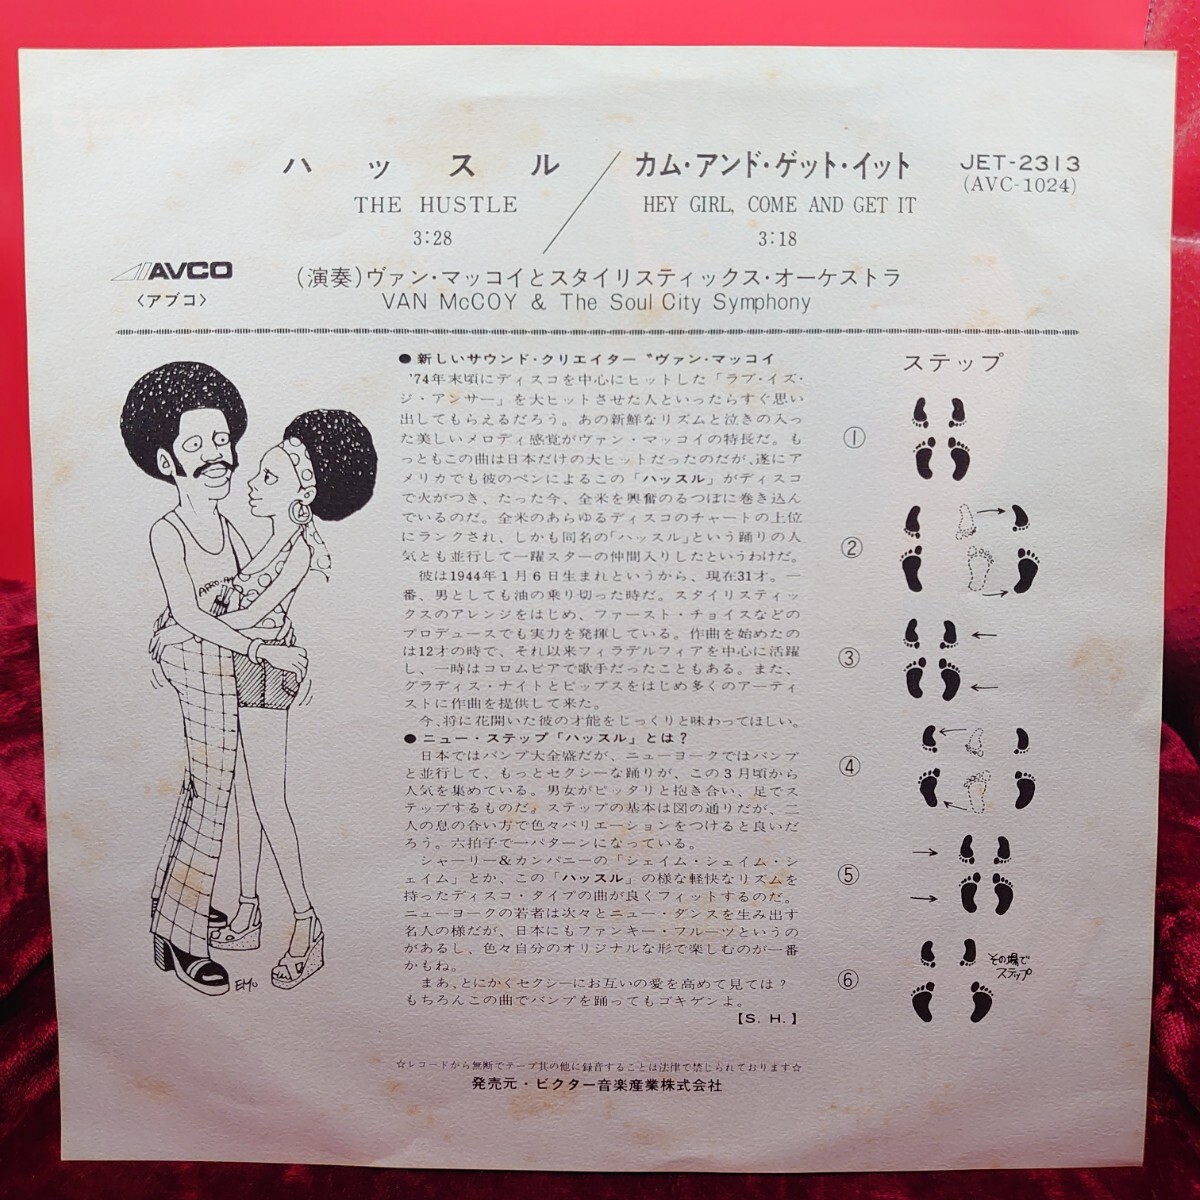 ハッスル／カム・アンド・ゲット・イット JET-2313
THE HUSTLE HEY GIRL, COME AND GET IT (AVC-1024)
3:28 3:18
AVCO
〈アブコ〉
(演奏)ヴァン・マッコイとスタイリスティックス・オーケストラ
VAN McCOY & The Soul City Symphony
●新しいサウンド・クリエイター〝ヴァン・マッコイ
'74年末頃にディスコを中心にヒットした「ラブ・イズ・
ジ・アンサー」を大ヒットさせた人といったらすぐ思い
出してもらえるだろう。あの新鮮なリズムと泣きの入っ
た美しいメロディ感覚がヴァン・マッコイの特長だ。も
っともこの曲は日本だけの大ヒットだったのだが、遂にア
メリカでも彼のペンによるこの「ハッスル」がディスコ
で火がつき、たった今、全米を興奮のるつぼに巻き込ん
でいるのだ。全米のあらゆるディスコのチャートの上位
にランクされ、しかも同名の「ハッスル」という踊りの人
気とも並行して一躍スターの仲間入りしたというわけだ。
彼は1944年1月6日生まれというから、現在31才。一
番、男としても油の乗り切った時だ。スタイリスティッ
クスのアレンジをはじめ、ファースト・チョイスなどの
プロデュースでも実力を発揮している。作曲を始めたの
は12才の時で、それ以来フィラデルフィアを中心に活躍
し、一時はコロムビアで歌手だったこともある。また、
グラディス・ナイトとピップスをはじめ多くのアーティ
ストに作曲を提供して来た。
今、将に花開いた彼の才能をじっくりと味わってほしい。
●ニュー・ステップ「ハッスル」とは？
日本ではバンプ大全盛だが、ニューヨークではバンプ
と並行して、もっとセクシーな踊りが、この3月頃から
人気を集めている。男女がピッタリと抱き合い、足でス
テップするものだ。ステップの基本は図の通りだが、二
人の息の合い方で色々バリエーションをつけると良いだ
ろう。六拍子で一パターンになっている。
シャーリー&カンパニーの「シェイム・シェイム・シ
ェイム」とか、この「ハッスル」の様な軽快なリズムを
持ったディスコ・タイプの曲が良くフィットするのだ。
ニューヨークの若者は次々とニュー・ダンスを生み出す
名人の様だが、日本にもファンキー・フルーツというの
があるし、色々自分のオリジナルな形で楽しむのが一番
かもね。
まあ、とにかくセクシーにお互いの愛を高めて見ては？
もちろんこの曲でバンプを踊ってもゴキゲンよ。
【S. H.】
ステップ
①
②
③
④
⑤
⑥
その場で
ステップ
EMU
☆レコードから無断でテープ其の他に録音することは法律で禁じられております☆
発売元・ビクター音楽産業株式会社